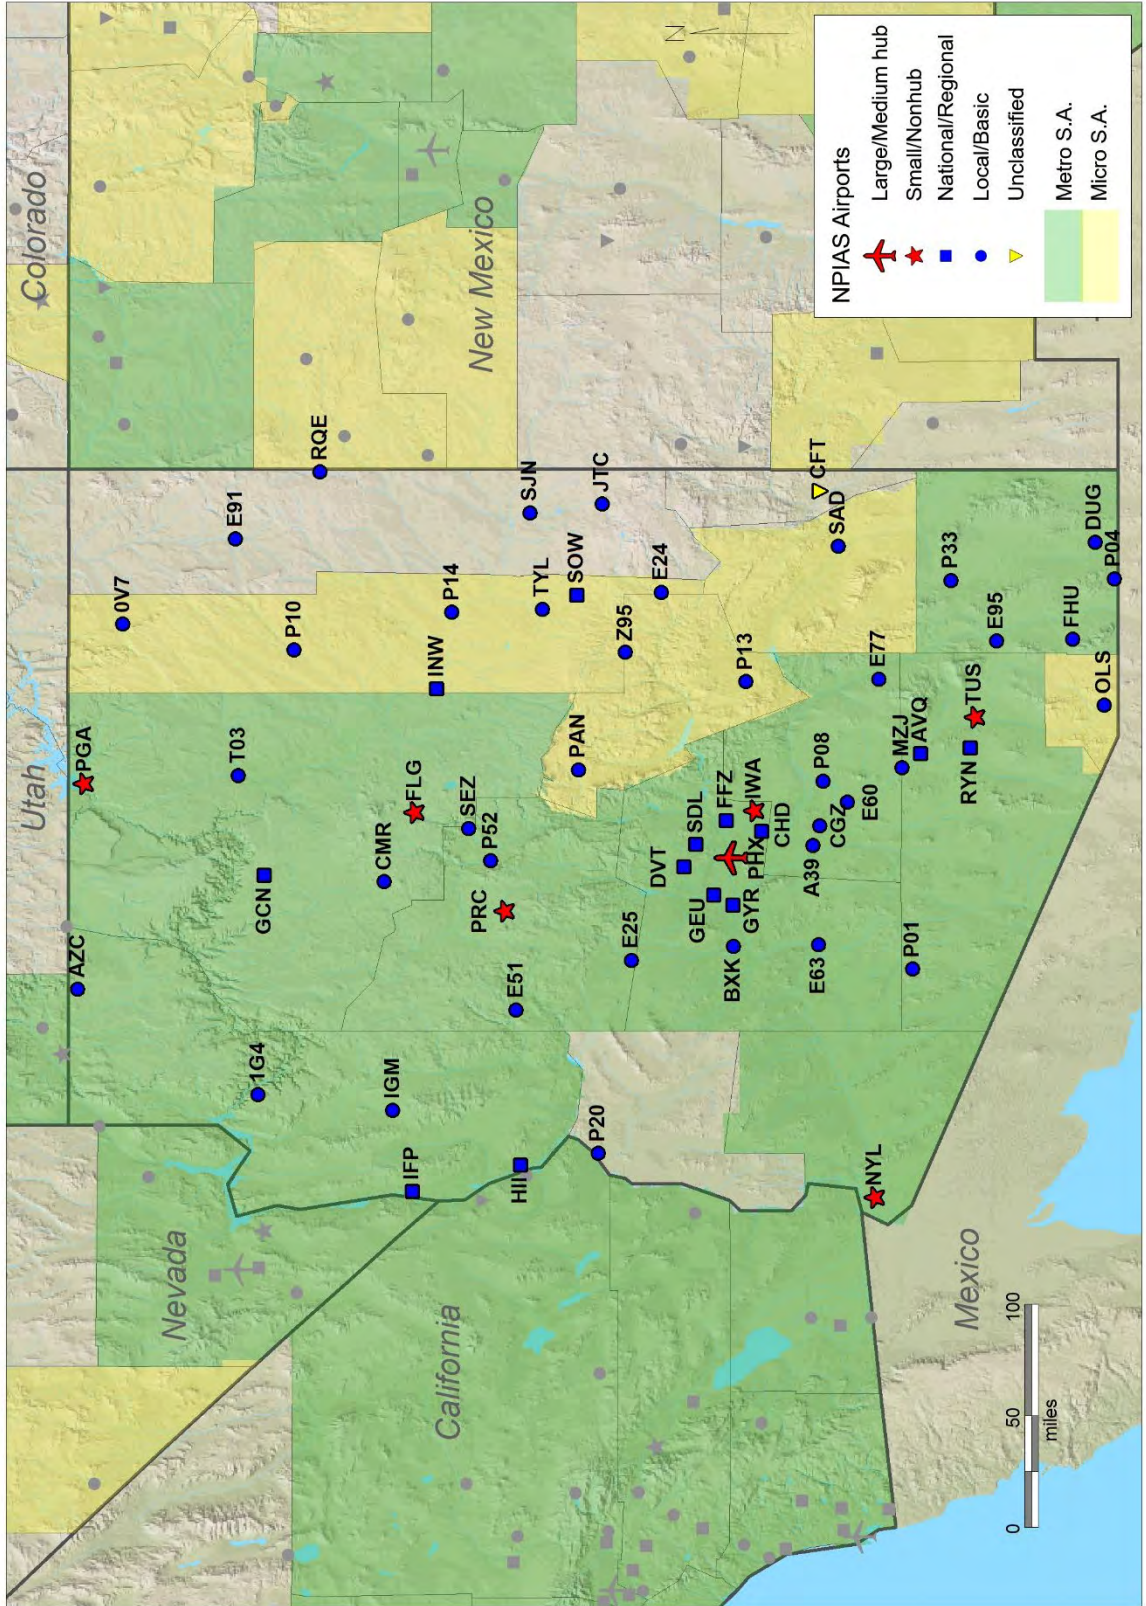 Utah
Colorado
Nevada
New Mexico
California
Mexico
AZC
PGA
0V7
E91
1G4
GCN
T03
P10
RQE
IGM
CMR
FLG
INW
P14
IFP
SEZ
P52
PRC
E51
HII
PAN
TYL
SJN
SOW
JTC
P20
E25
Z95
E24
DVT
SDL
GEU
FFZ
BXK
GYR
PHX
IWA
CHD
P13
E63
A39
CGZ
P08
E60
CFT
SAD
NYL
E77
P01
MZJ
AVQ
RYN
TUS
P33
E95
FHU
OLS
DUG
P04
N
NPIAS Airports
Large/Medium hub
Small/Nonhub
National/Regional
Local/Basic
Unclassified
Metro S.A.
Micro S.A.
0 50 100
miles